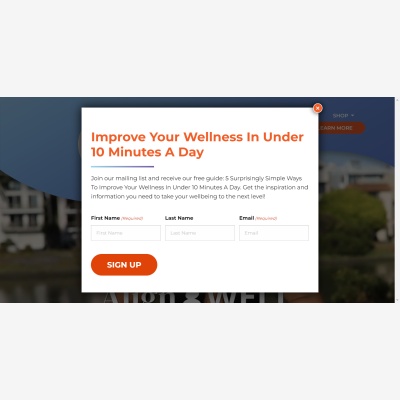 SHOP
LEARN MORE
Improve Your Wellness In Under
10 Minutes A Day
Join our mailing list and receive our free guide: 5 Surprisingly Simple Ways
To Improve Your Wellness In Under 10 Minutes A Day. Get the inspiration and
information you need to take your wellbeing to the next level!
First Name (Required) Last Name Email (Required)
First Name Last Name Email
SIGN UP
Align WELL